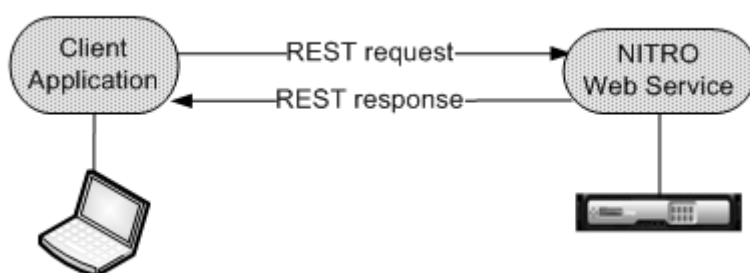 Client
Application
REST request
REST response
NITRO
Web Service